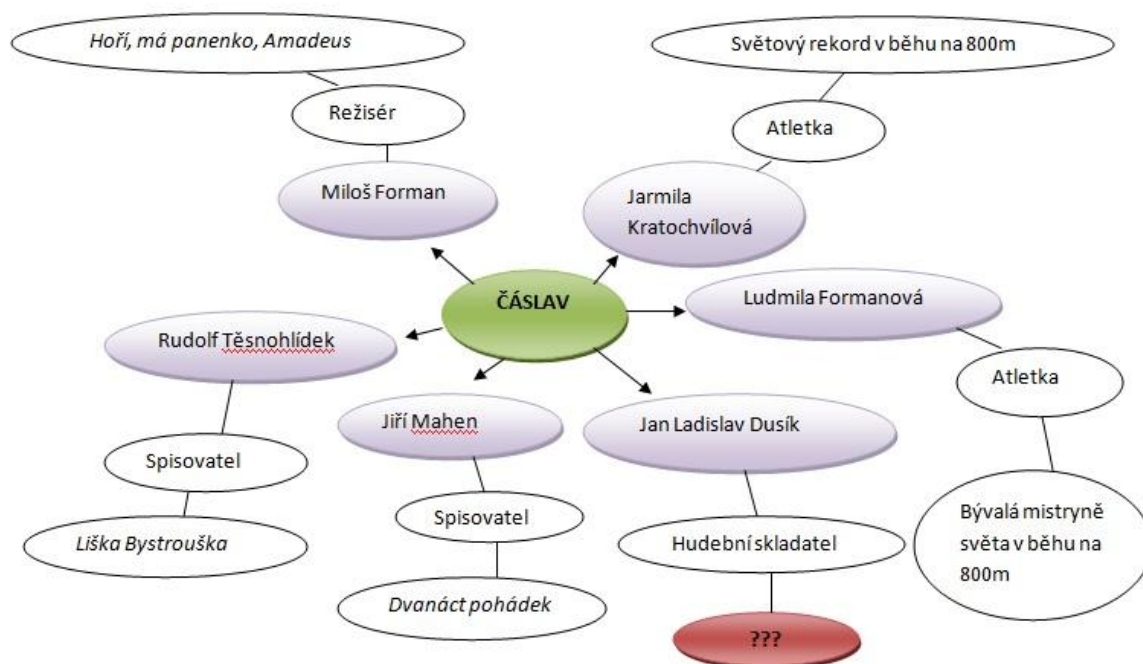 Hoří, má panenko, Amadeus
Světový rekord v běhu na 800m
Režisér
Atletka
Miloš Forman
Jarmila
Kratochvílová
ČÁSLAV
Ludmila Formanová
Rudolf Těsnohlídek
Atletka
Jiří Mahen
Jan Ladislav Dusík
Spisovatel
Spisovatel
Hudební skladatel
Bývalá mistryně
světa v běhu na
800m
Liška Bystrouška
Dvanáct pohádek
???